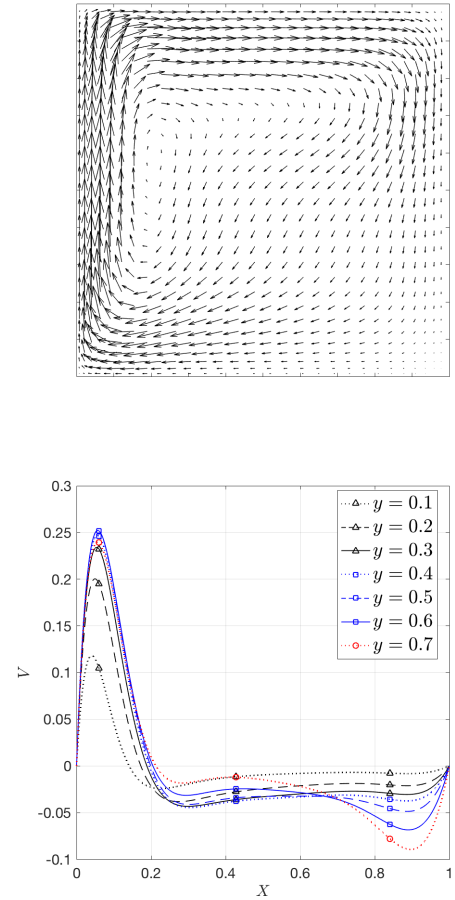 0.3
0.25
0.2
0.15
0.1
0.05
0
-0.05
-0.1
V
y = 0.1
y = 0.2
y = 0.3
y = 0.4
y = 0.5
y = 0.6
y = 0.7
0 0.2 0.4 0.6 0.8 1
X